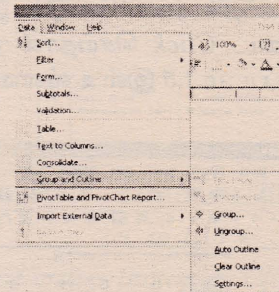 Data Window Help
100%
Sort...
Filter
Form...
Subtotals...
Validation...
Table...
Text to Columns...
Consolidate...
Group and Outline
PivotTable and PivotChart Report...
Import External Data
Group...
Ungroup...
Auto Outline
Clear Outline
Settings...